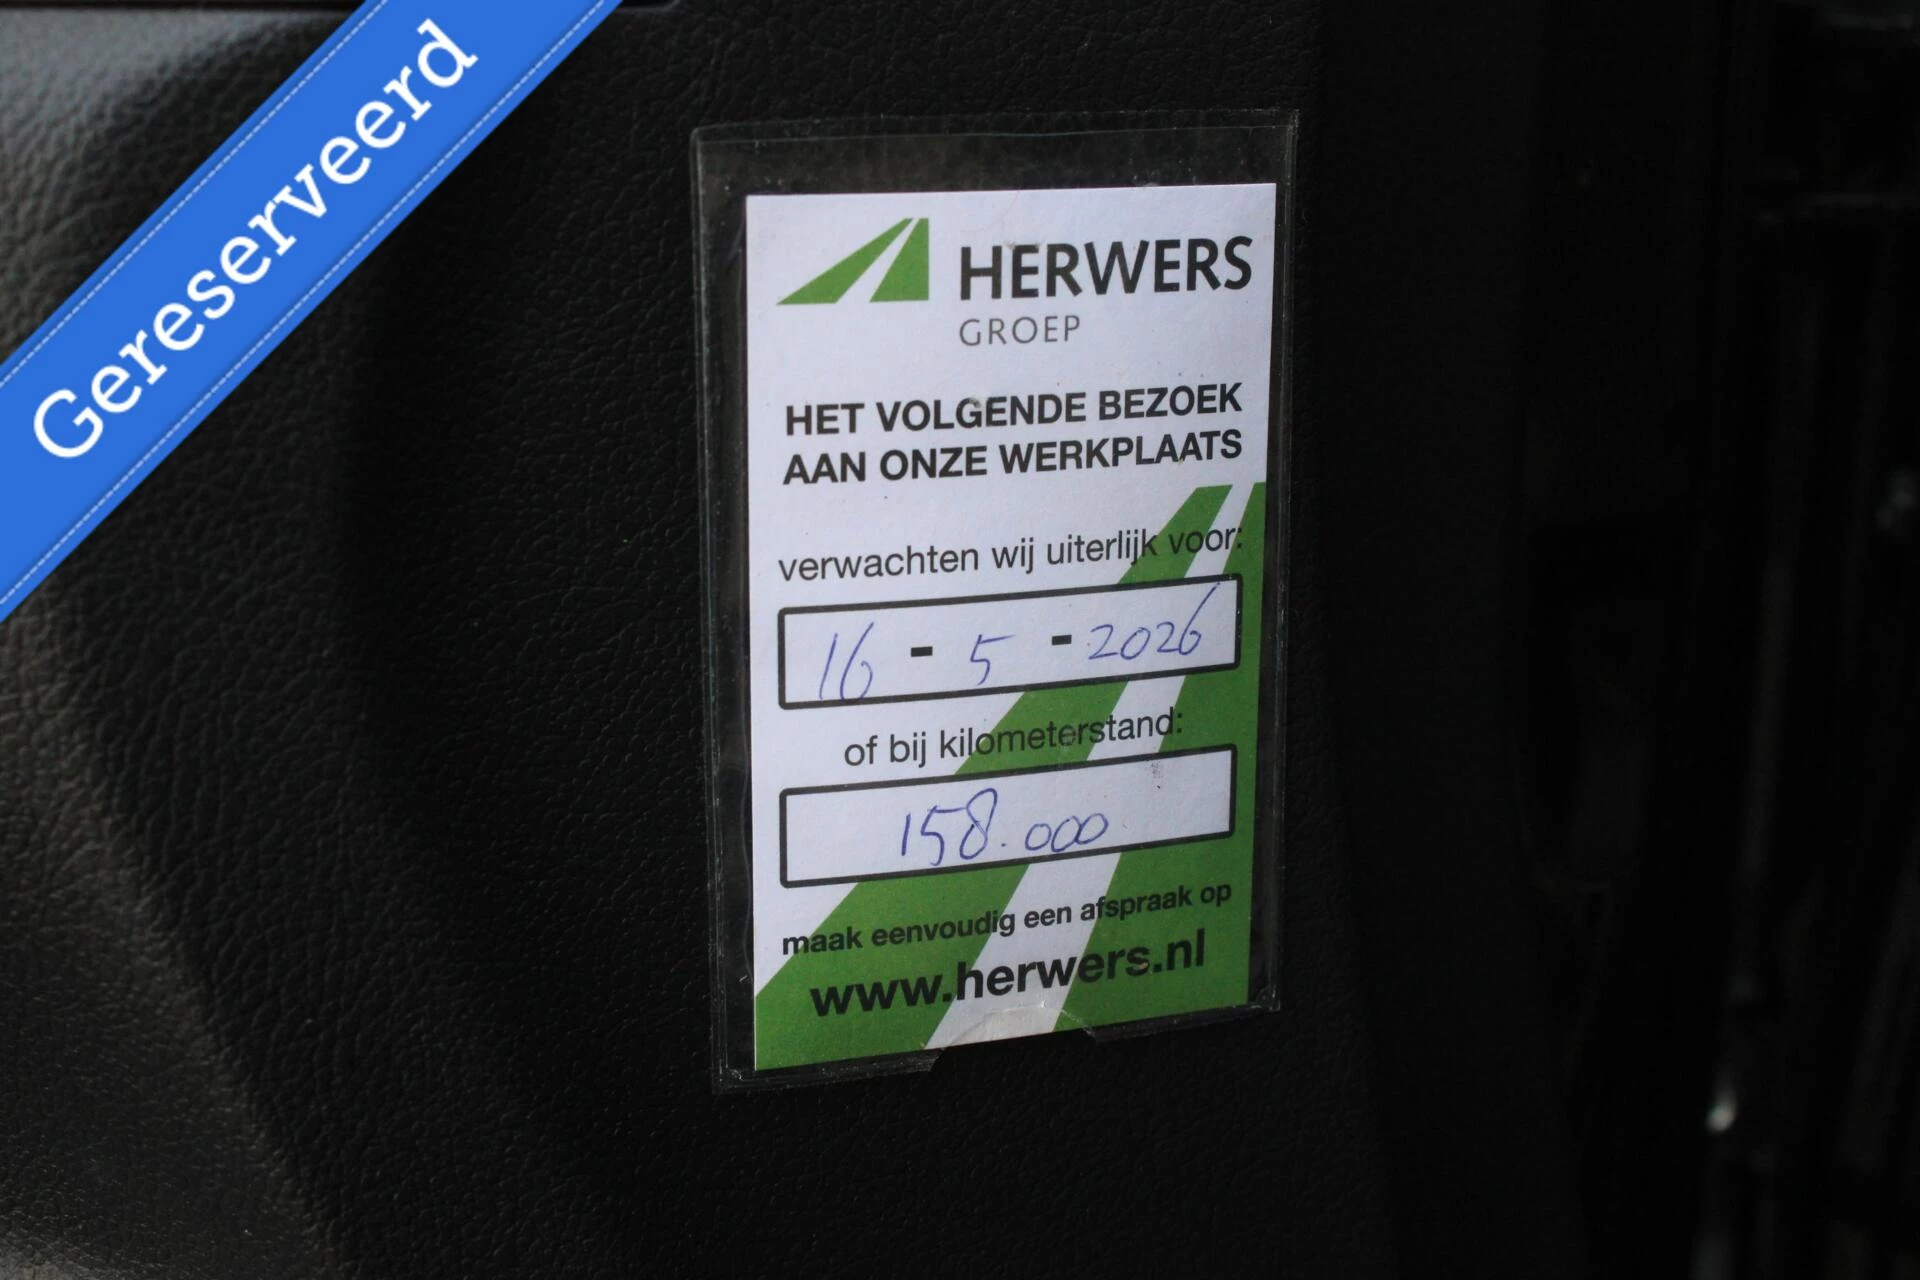 Gereserveerd
HERWERS
GROEP
HET VOLGENDE BEZOEK
AAN ONZE WERKPLAATS
verwachten wij uiterlijk voor:
16 - 5 - 2026
of bij kilometerstand:
158.000
maak eenvoudig een afspraak op
www.herwers.nl